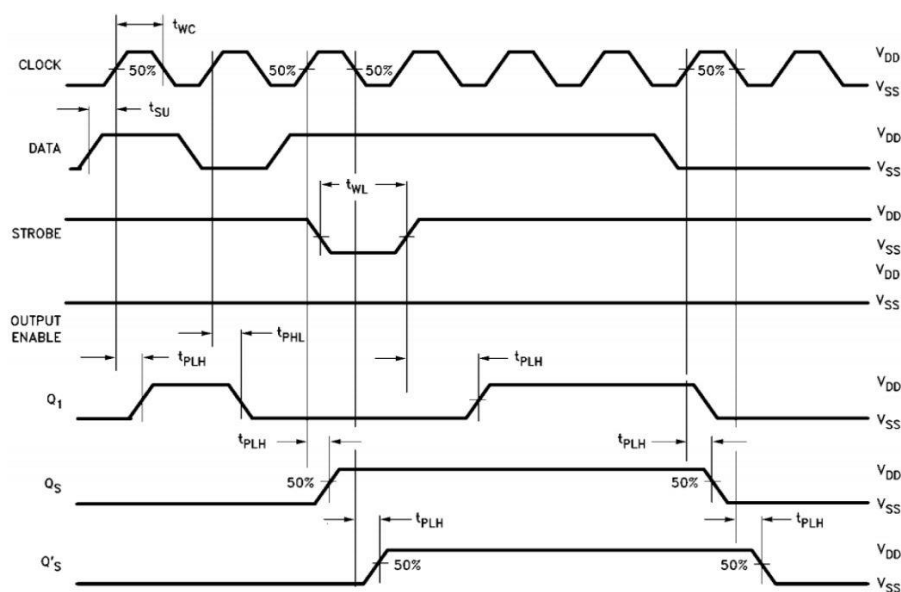 tWC
CLOCK
50%
50%
50%
50%
VDD
VSS
tSU
DATA
VDD
VSS
tWL
STROBE
VDD
VSS
VDD
VSS
OUTPUT
ENABLE
tPHL
tPLH
tPLH
Q1
VDD
VSS
tPLH
tPLH
QS
50%
50%
VDD
VSS
tPLH
tPLH
Q'S
50%
50%
VDD
VSS